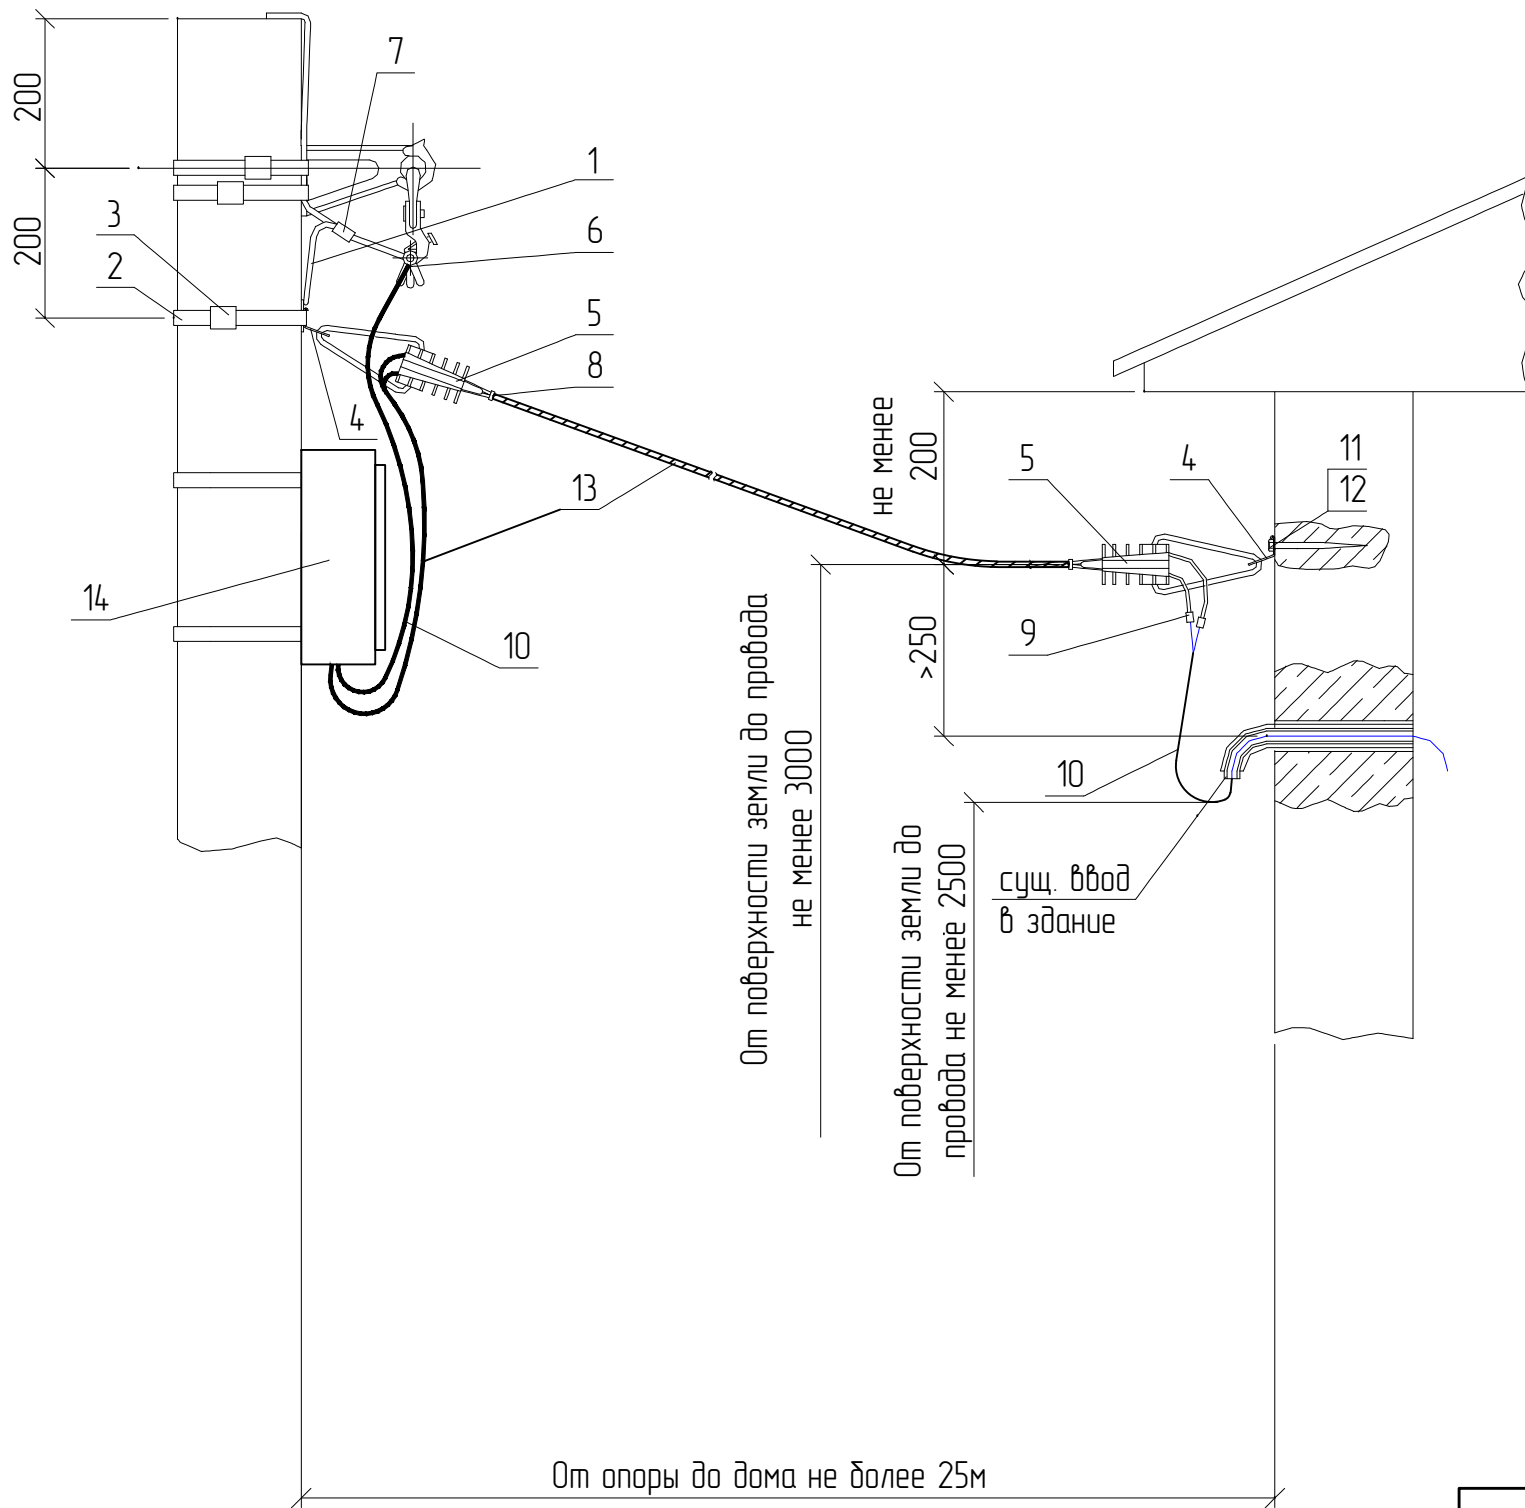 7
200
1
3
6
200
2
5
8
4
не менее
200
5
4
11
12
13
14
10
9
>250
От поверхности земли до провода
не менее 3000
10
От поверхности земли до
провода не менее 2500
сущ. ввод
в здание
От опоры до дома не более 25м